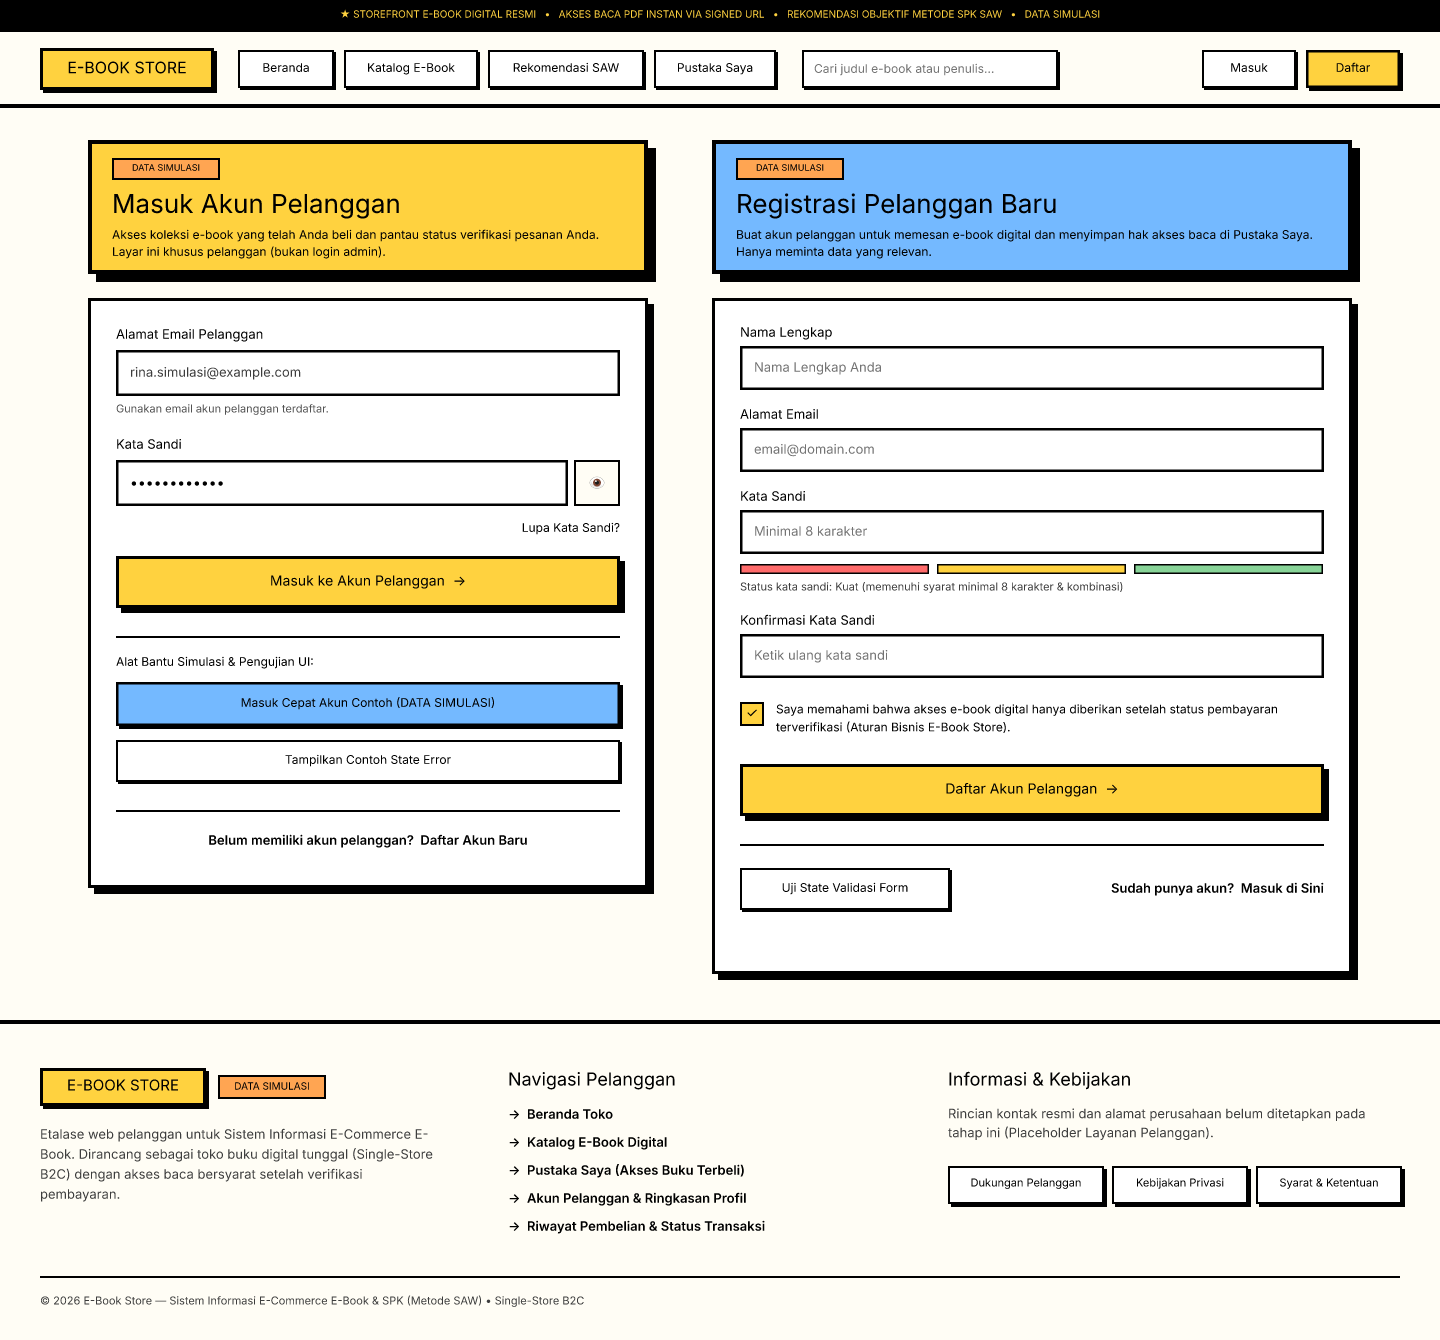 ★ STOREFRONT E-BOOK DIGITAL RESMI • AKSES BACA PDF INSTAN VIA SIGNED URL • REKOMENDASI OBJEKTIF METODE SPK SAW • DATA SIMULASI
E-BOOK STORE
Beranda
Katalog E-Book
Rekomendasi SAW
Pustaka Saya
Cari judul e-book atau penulis...
Masuk
Daftar
DATA SIMULASI
Masuk Akun Pelanggan
Akses koleksi e-book yang telah Anda beli dan pantau status verifikasi pesanan Anda.
Layar ini khusus pelanggan (bukan login admin).
Alamat Email Pelanggan
rina.simulasi@example.com
Gunakan email akun pelanggan terdaftar.
Kata Sandi
••••••••••••
Lupa Kata Sandi?
Masuk ke Akun Pelanggan →
Alat Bantu Simulasi & Pengujian UI:
Masuk Cepat Akun Contoh (DATA SIMULASI)
Tampilkan Contoh State Error
Belum memiliki akun pelanggan? Daftar Akun Baru
DATA SIMULASI
Registrasi Pelanggan Baru
Buat akun pelanggan untuk memesan e-book digital dan menyimpan hak akses baca di Pustaka Saya.
Hanya meminta data yang relevan.
Nama Lengkap
Nama Lengkap Anda
Alamat Email
email@domain.com
Kata Sandi
Minimal 8 karakter
Status kata sandi: Kuat (memenuhi syarat minimal 8 karakter & kombinasi)
Konfirmasi Kata Sandi
Ketik ulang kata sandi
Saya memahami bahwa akses e-book digital hanya diberikan setelah status pembayaran
terverifikasi (Aturan Bisnis E-Book Store).
Daftar Akun Pelanggan →
Uji State Validasi Form
Sudah punya akun? Masuk di Sini
E-BOOK STORE
DATA SIMULASI
Etalase web pelanggan untuk Sistem Informasi E-Commerce E-
Book. Dirancang sebagai toko buku digital tunggal (Single-Store
B2C) dengan akses baca bersyarat setelah verifikasi
pembayaran.
Navigasi Pelanggan
→ Beranda Toko
→ Katalog E-Book Digital
→ Pustaka Saya (Akses Buku Terbeli)
→ Akun Pelanggan & Ringkasan Profil
→ Riwayat Pembelian & Status Transaksi
Informasi & Kebijakan
Rincian kontak resmi dan alamat perusahaan belum ditetapkan pada
tahap ini (Placeholder Layanan Pelanggan).
Dukungan Pelanggan
Kebijakan Privasi
Syarat & Ketentuan
© 2026 E-Book Store — Sistem Informasi E-Commerce E-Book & SPK (Metode SAW) • Single-Store B2C